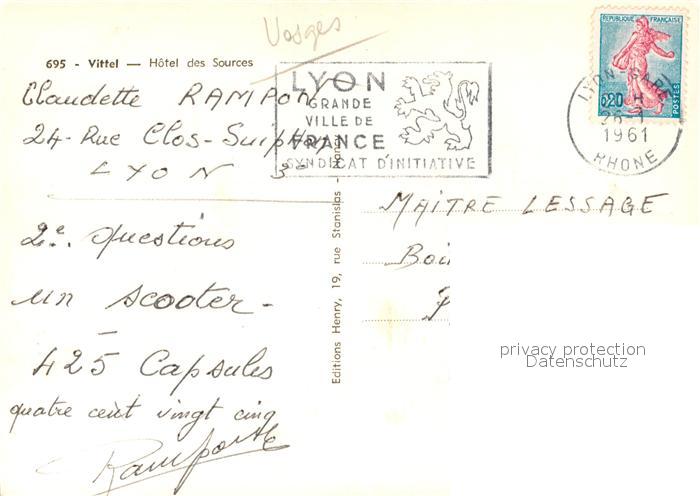 Vosges
695 - Vittel — Hôtel des Sources
Claudette RAMPON
24 - Rue Clos-Suiphon
LYON 3e
2e. questions
un scooter -
425 Capsules
quatre cent vingt cinq
Editions Henry, 19, rue Stanislas -
LYON
GRANDE
VILLE DE
FRANCE
SYNDICAT D'INITIATIVE
REPUBLIQUE FRANÇAISE
0,20
POSTES
LYON GARE
1961
RHONE
MAITRE LESSAGE
privacy protection
Datenschutz